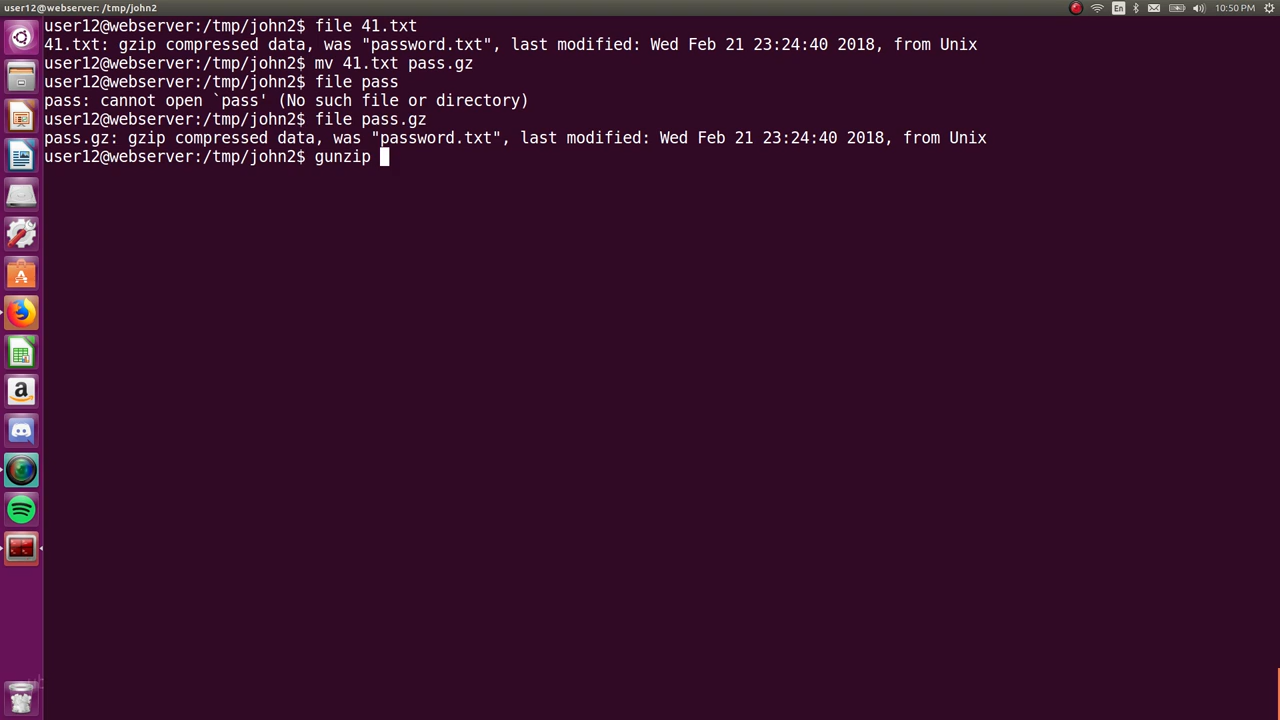 user12@webserver: /tmp/john2
En
10:50 PM
user12@webserver:/tmp/john2$ file 41.txt
41.txt: gzip compressed data, was "password.txt", last modified: Wed Feb 21 23:24:40 2018, from Unix
user12@webserver:/tmp/john2$ mv 41.txt pass.gz
user12@webserver:/tmp/john2$ file pass
pass: cannot open `pass' (No such file or directory)
user12@webserver:/tmp/john2$ file pass.gz
pass.gz: gzip compressed data, was "password.txt", last modified: Wed Feb 21 23:24:40 2018, from Unix
user12@webserver:/tmp/john2$ gunzip